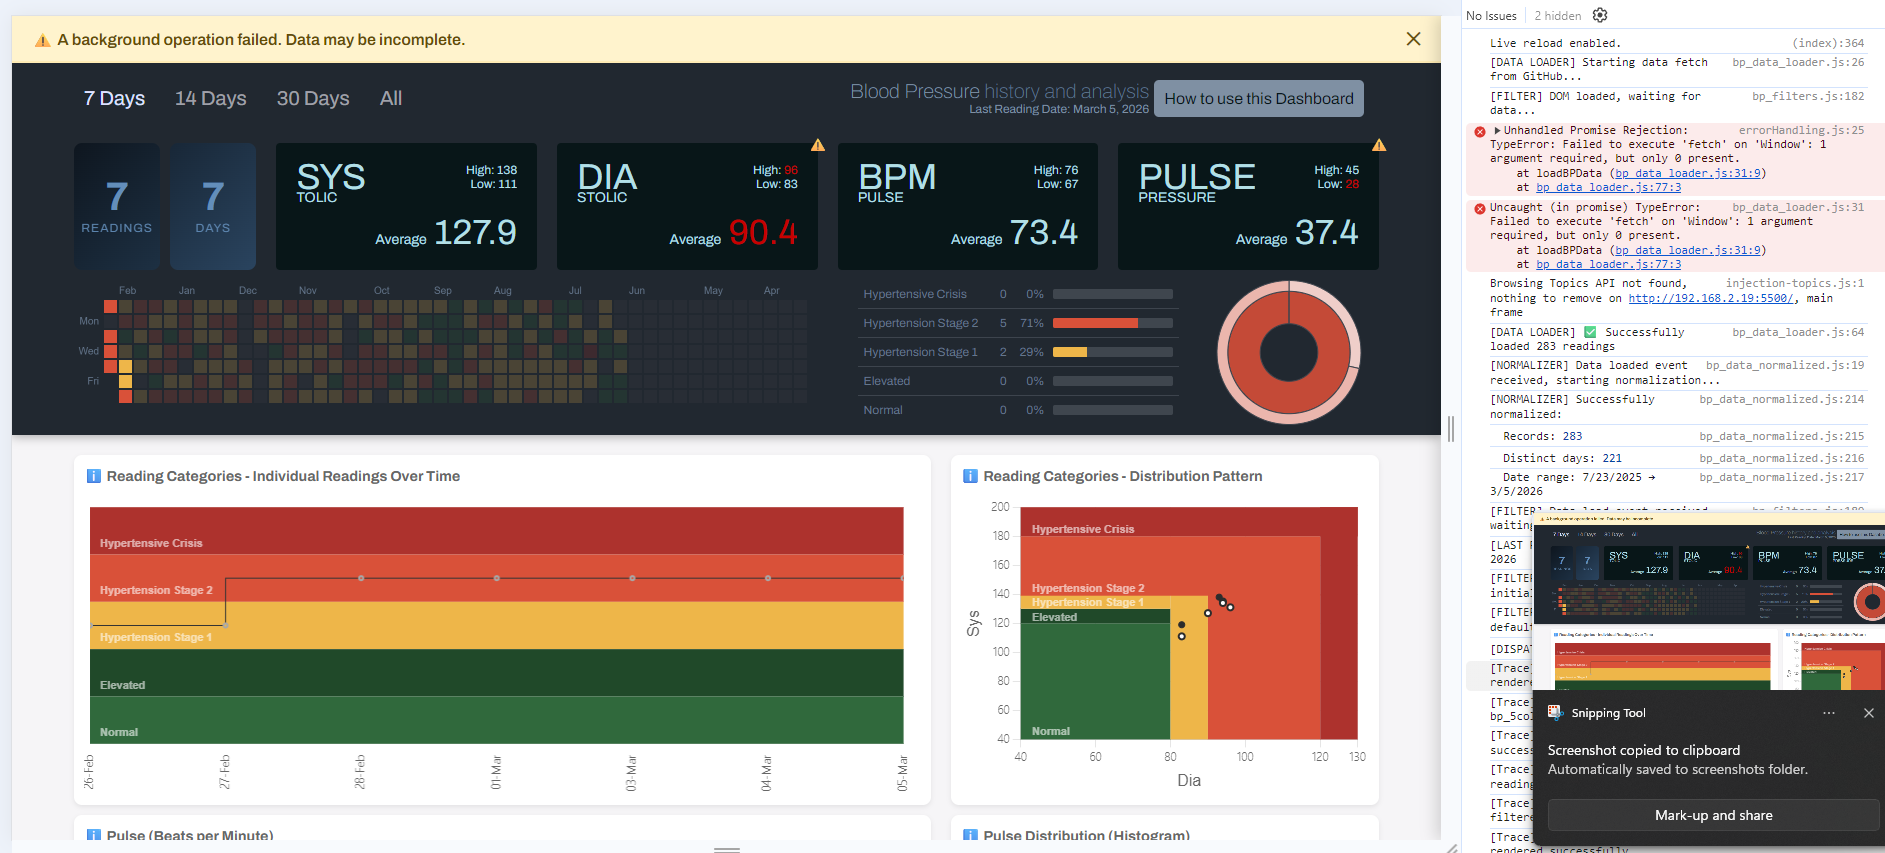 ⚠ A background operation failed. Data may be incomplete.
7 Days
14 Days
30 Days
All
Blood Pressure history and analysis
Last Reading Date: March 5, 2026
How to use this Dashboard
7
READINGS
7
DAYS
SYS
TOLIC
High: 138
Low: 111
Average 127.9
DIA
STOLIC
High: 96
Low: 83
Average 90.4
BPM
PULSE
High: 76
Low: 67
Average 73.4
PULSE
PRESSURE
High: 45
Low: 28
Average 37.4
Feb Jan Dec Nov Oct Sep Aug Jul Jun May Apr
Mon
Wed
Fri
Hypertensive Crisis 0 0%
Hypertension Stage 2 5 71%
Hypertension Stage 1 2 29%
Elevated 0 0%
Normal 0 0%
Reading Categories - Individual Readings Over Time
Hypertensive Crisis
Hypertension Stage 2
Hypertension Stage 1
Elevated
Normal
26-Feb 27-Feb 28-Feb 01-Mar 03-Mar 04-Mar 05-Mar
Reading Categories - Distribution Pattern
200
180
160
140
120
100
80
60
40
Sys
Hypertensive Crisis
Hypertension Stage 2
Hypertension Stage 1
Elevated
Normal
40 60 80 100 120 130
Dia
Pulse (Beats per Minute)
Pulse Distribution (Histogram)
No Issues 2 hidden
Live reload enabled. (index):364
[DATA LOADER] Starting data fetch bp_data_loader.js:26
from GitHub...
[FILTER] DOM loaded, waiting for bp_filters.js:182
data...
Unhandled Promise Rejection: errorHandling.js:25
TypeError: Failed to execute 'fetch' on 'Window': 1
argument required, but only 0 present.
at loadBPData (bp_data_loader.js:31:9)
at bp_data_loader.js:77:3
Uncaught (in promise) TypeError: bp_data_loader.js:31
Failed to execute 'fetch' on 'Window': 1 argument
required, but only 0 present.
at loadBPData (bp_data_loader.js:31:9)
at bp_data_loader.js:77:3
Browsing Topics API not found, injection-topics.js:1
nothing to remove on http://192.168.2.19:5500/, main
frame
[DATA LOADER] ✅ Successfully bp_data_loader.js:64
loaded 283 readings
[NORMALIZER] Data loaded event bp_data_normalized.js:19
received, starting normalization...
[NORMALIZER] Successfully bp_data_normalized.js:214
normalized:
Records: 283 bp_data_normalized.js:215
Distinct days: 221 bp_data_normalized.js:216
Date range: 7/23/2025 → bp_data_normalized.js:217
3/5/2026
Snipping Tool
Screenshot copied to clipboard
Automatically saved to screenshots folder.
Mark-up and share